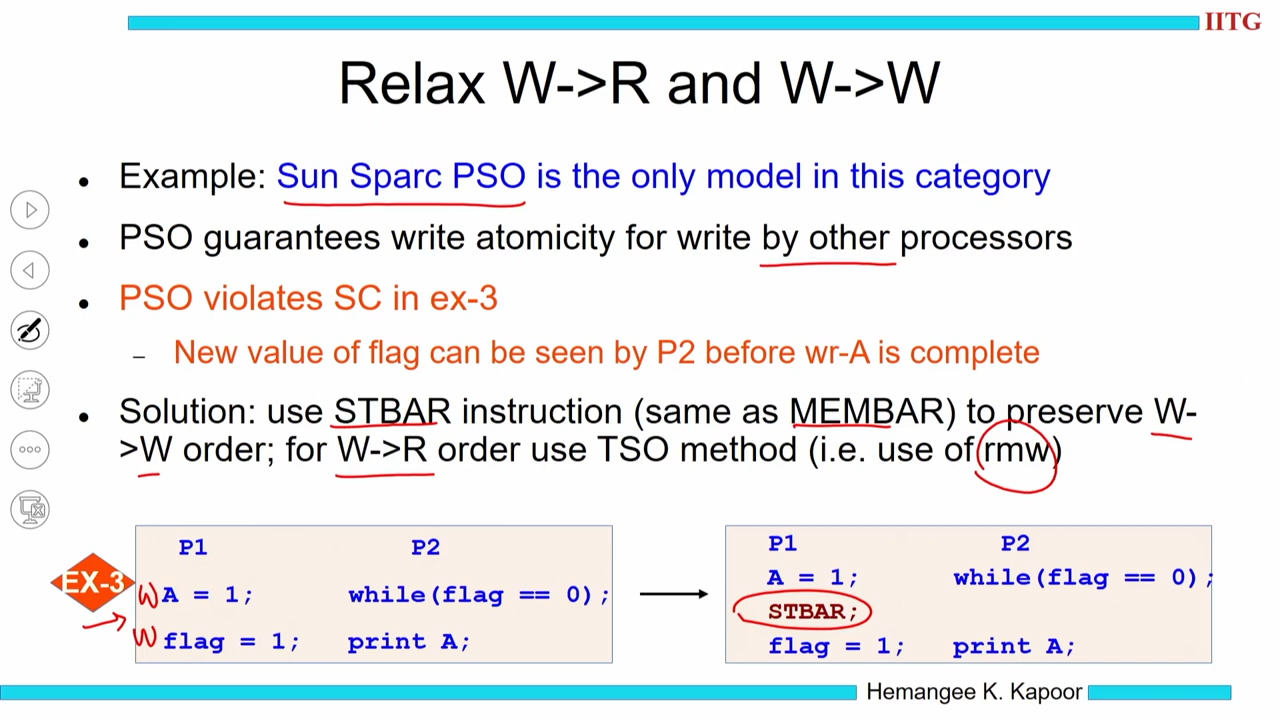 IITG
Relax W->R and W->W
• Example: Sun Sparc PSO is the only model in this category
• PSO guarantees write atomicity for write by other processors
• PSO violates SC in ex-3
– New value of flag can be seen by P2 before wr-A is complete
• Solution: use STBAR instruction (same as MEMBAR) to preserve W-
>W order; for W->R order use TSO method (i.e. use of rmw)
EX-3
P1 P2
W A = 1; while(flag == 0);
W flag = 1; print A;
P1 P2
A = 1; while(flag == 0);
STBAR;
flag = 1; print A;
Hemangee K. Kapoor